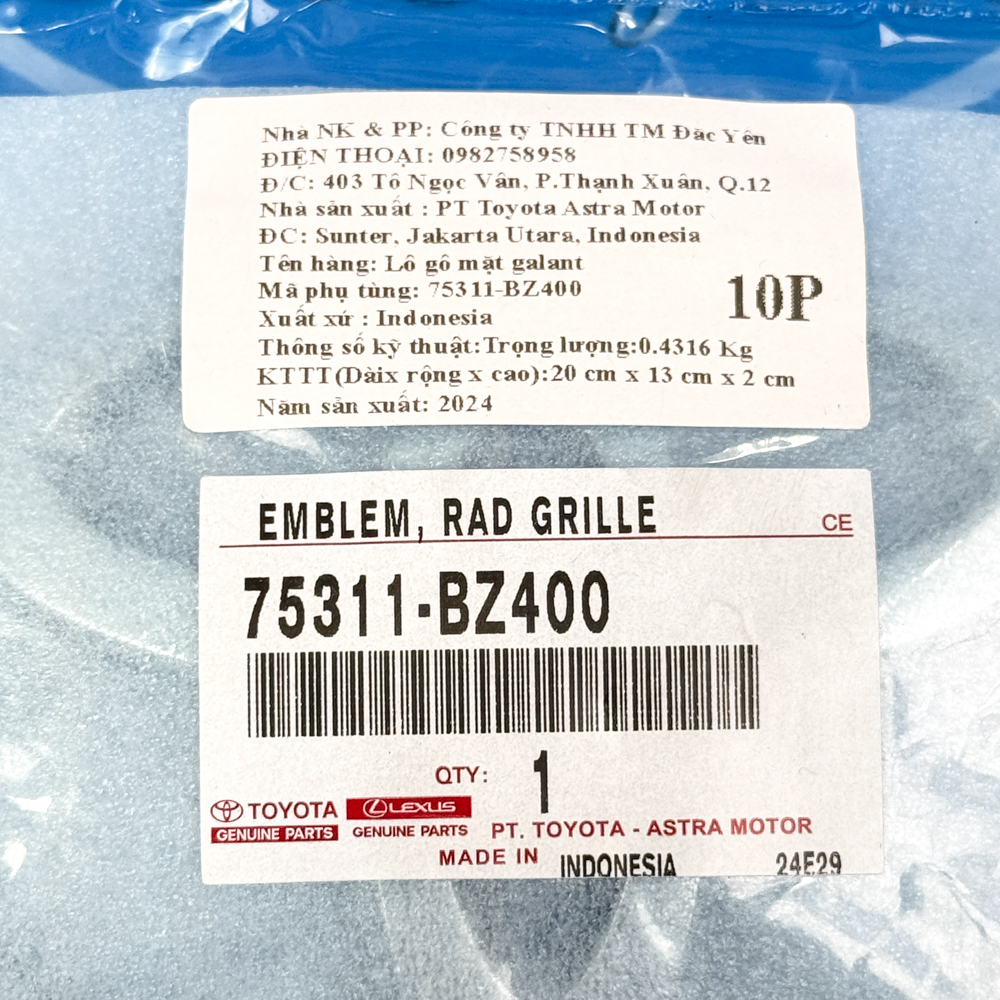 Nhà NK & PP: Công ty TNHH TM Đăc Yên
ĐIỆN THOẠI: 0982758958
Đ/C: 403 Tô Ngọc Vân, P.Thạnh Xuân, Q.12
Nhà sản xuất : PT Toyota Astra Motor
ĐC: Sunter, Jakarta Utara, Indonesia
Tên hàng: Lô gô mặt galant
Mã phụ tùng: 75311-BZ400
10P
Xuất xứ : Indonesia
Thông số kỹ thuật:Trọng lượng:0.4316 Kg
KTTT(Dàix rộng x cao):20 cm x 13 cm x 2 cm
Năm sản xuất: 2024
EMBLEM, RAD GRILLE CE
75311-BZ400
QTY: 1
TOYOTA LEXUS
GENUINE PARTS GENUINE PARTS PT. TOYOTA - ASTRA MOTOR
MADE IN INDONESIA 24E29